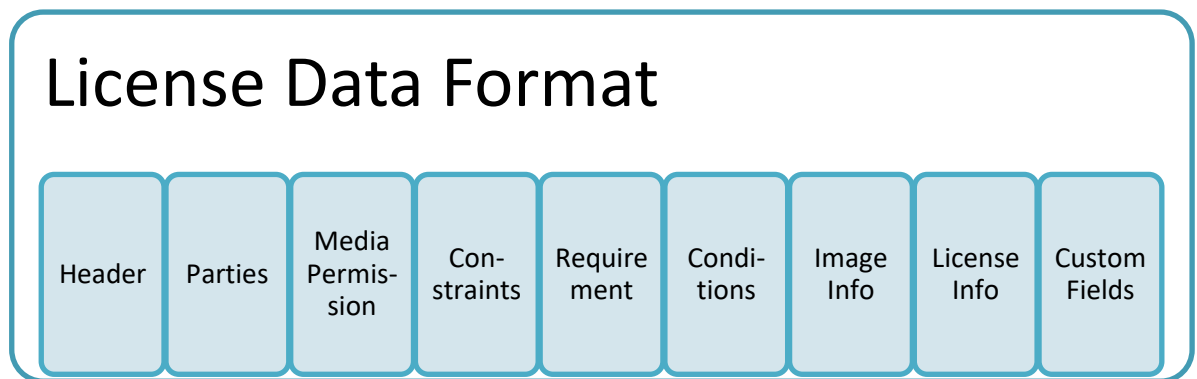 License Data Format
Header
Parties
Media
Permis-
sion
Con-
straints
Require
ment
Condi-
tions
Image
Info
License
Info
Custom
Fields